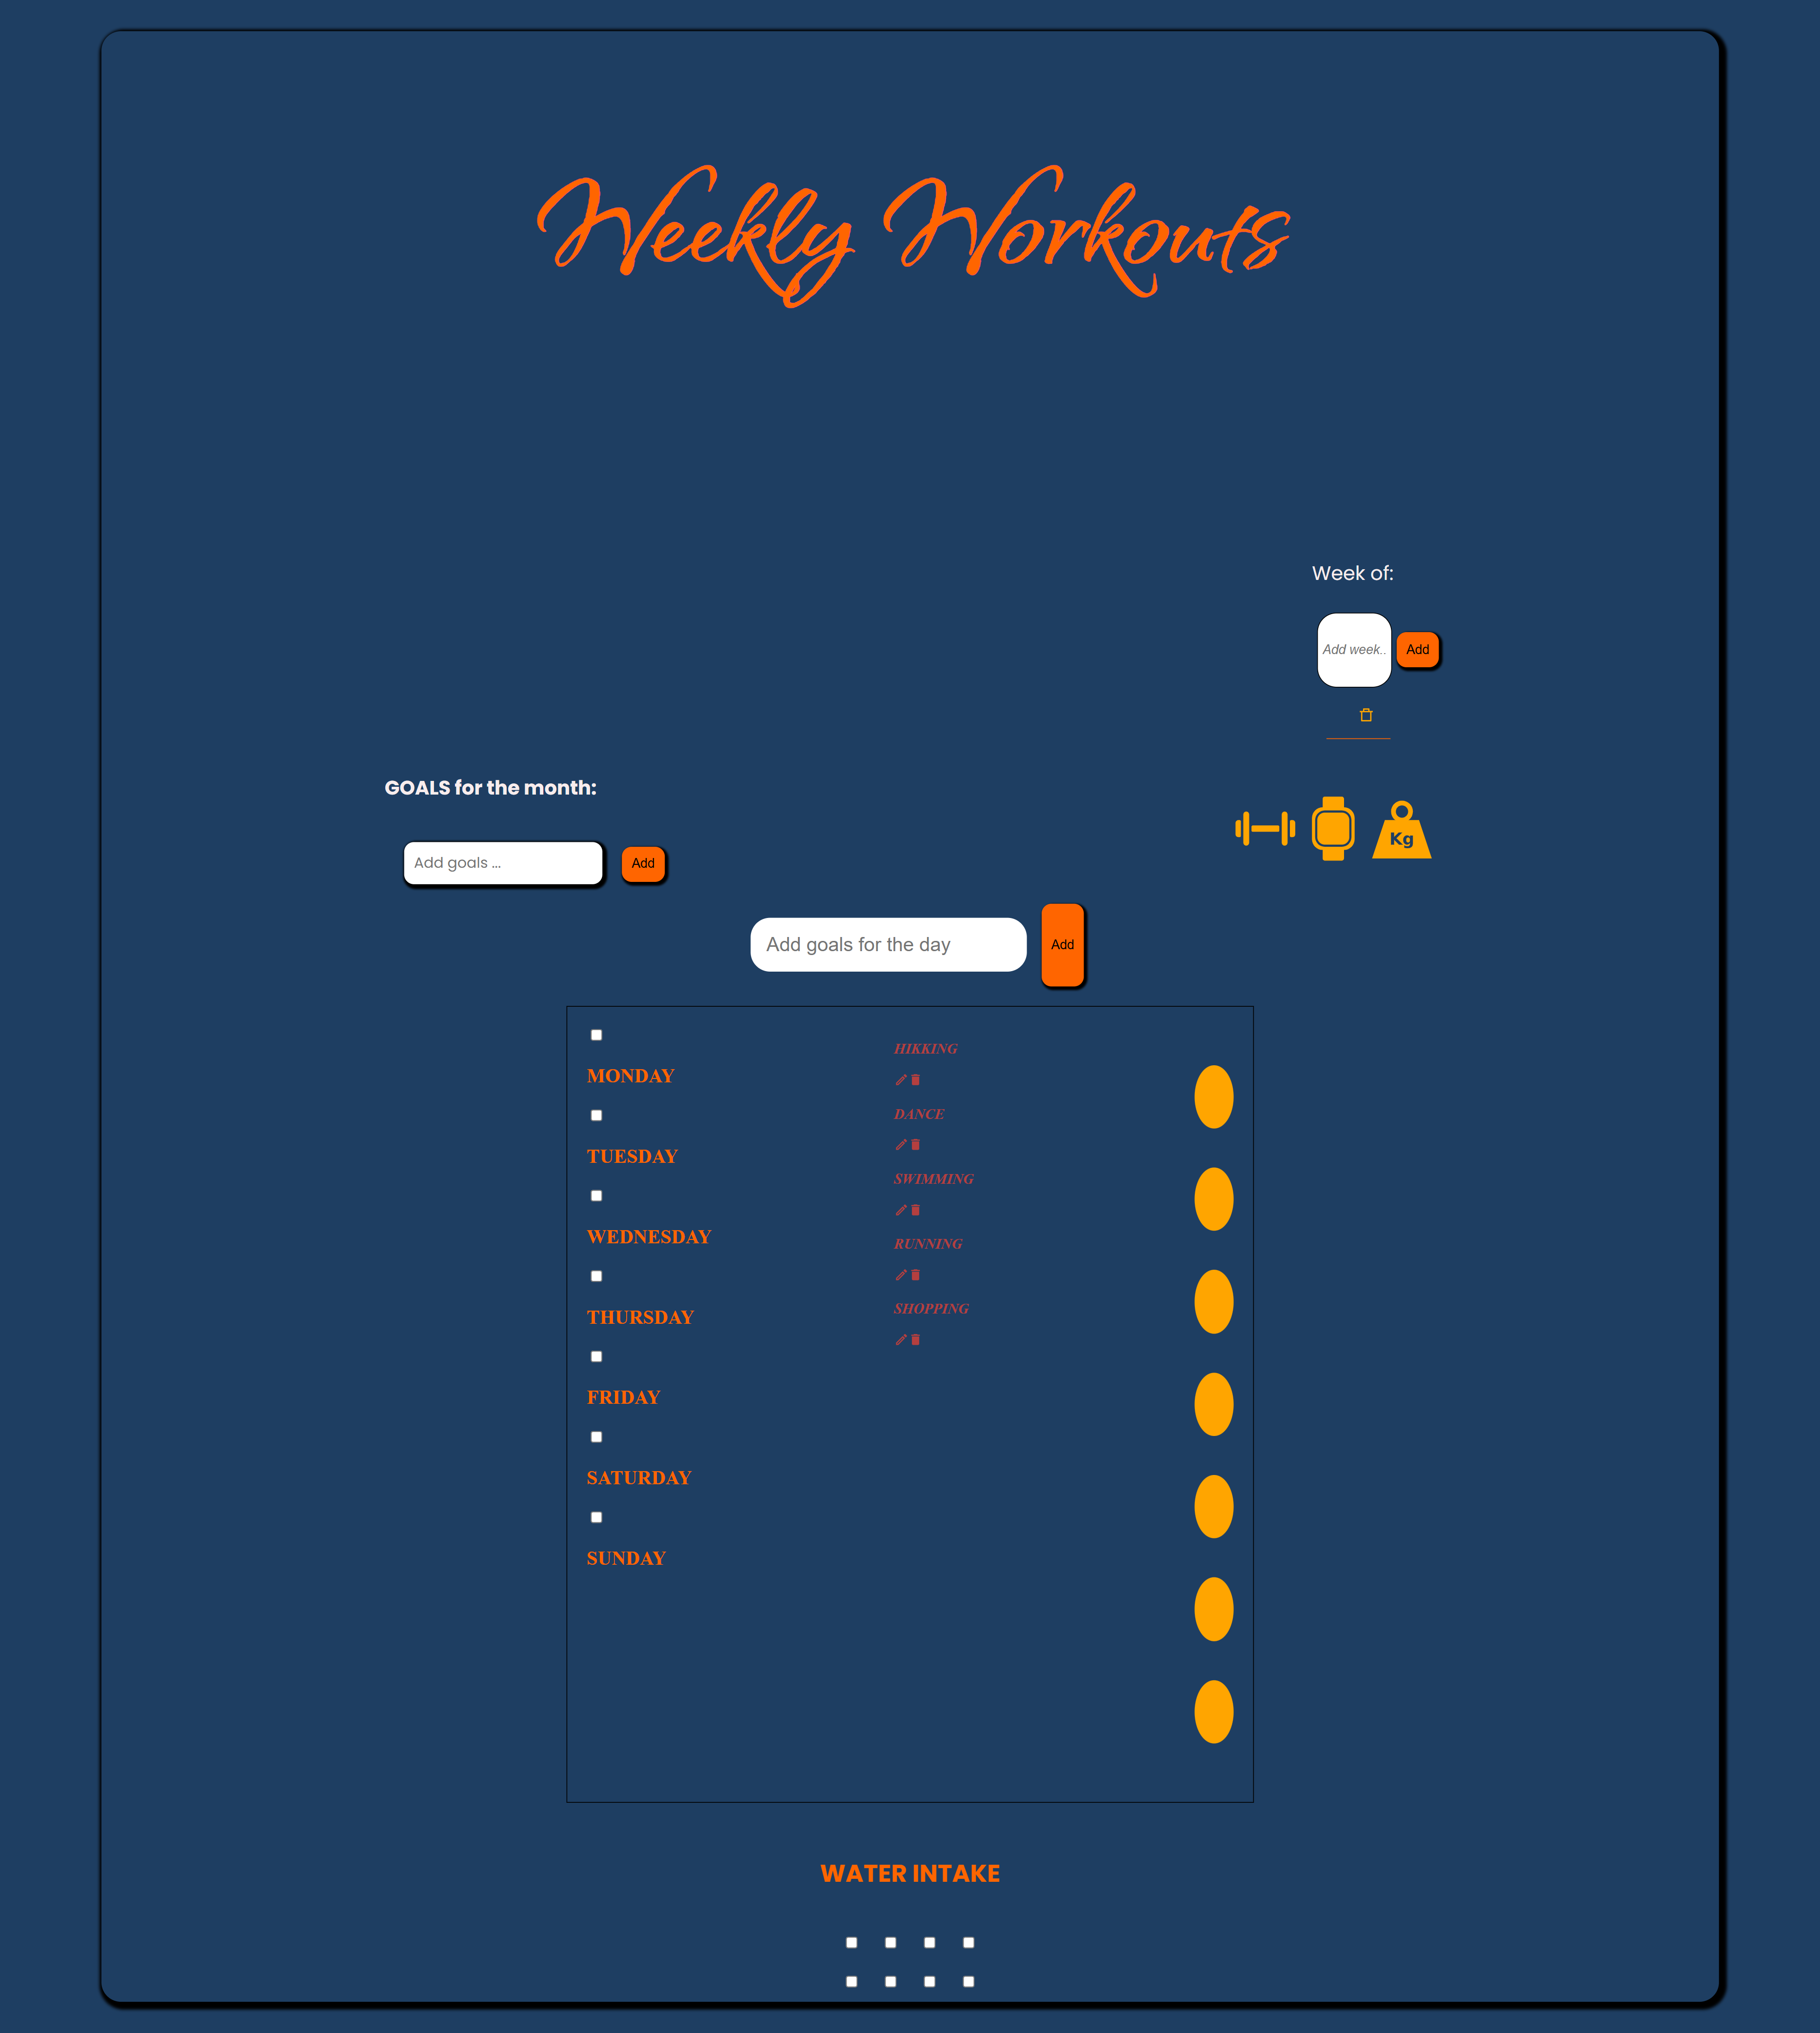 Weekly Workouts
Week of:
Add week..
Add
GOALS for the month:
Kg
Add goals ...
Add
Add goals for the day
Add
HIKKING
MONDAY
DANCE
TUESDAY
SWIMMING
WEDNESDAY
RUNNING
SHOPPING
THURSDAY
FRIDAY
SATURDAY
SUNDAY
WATER INTAKE